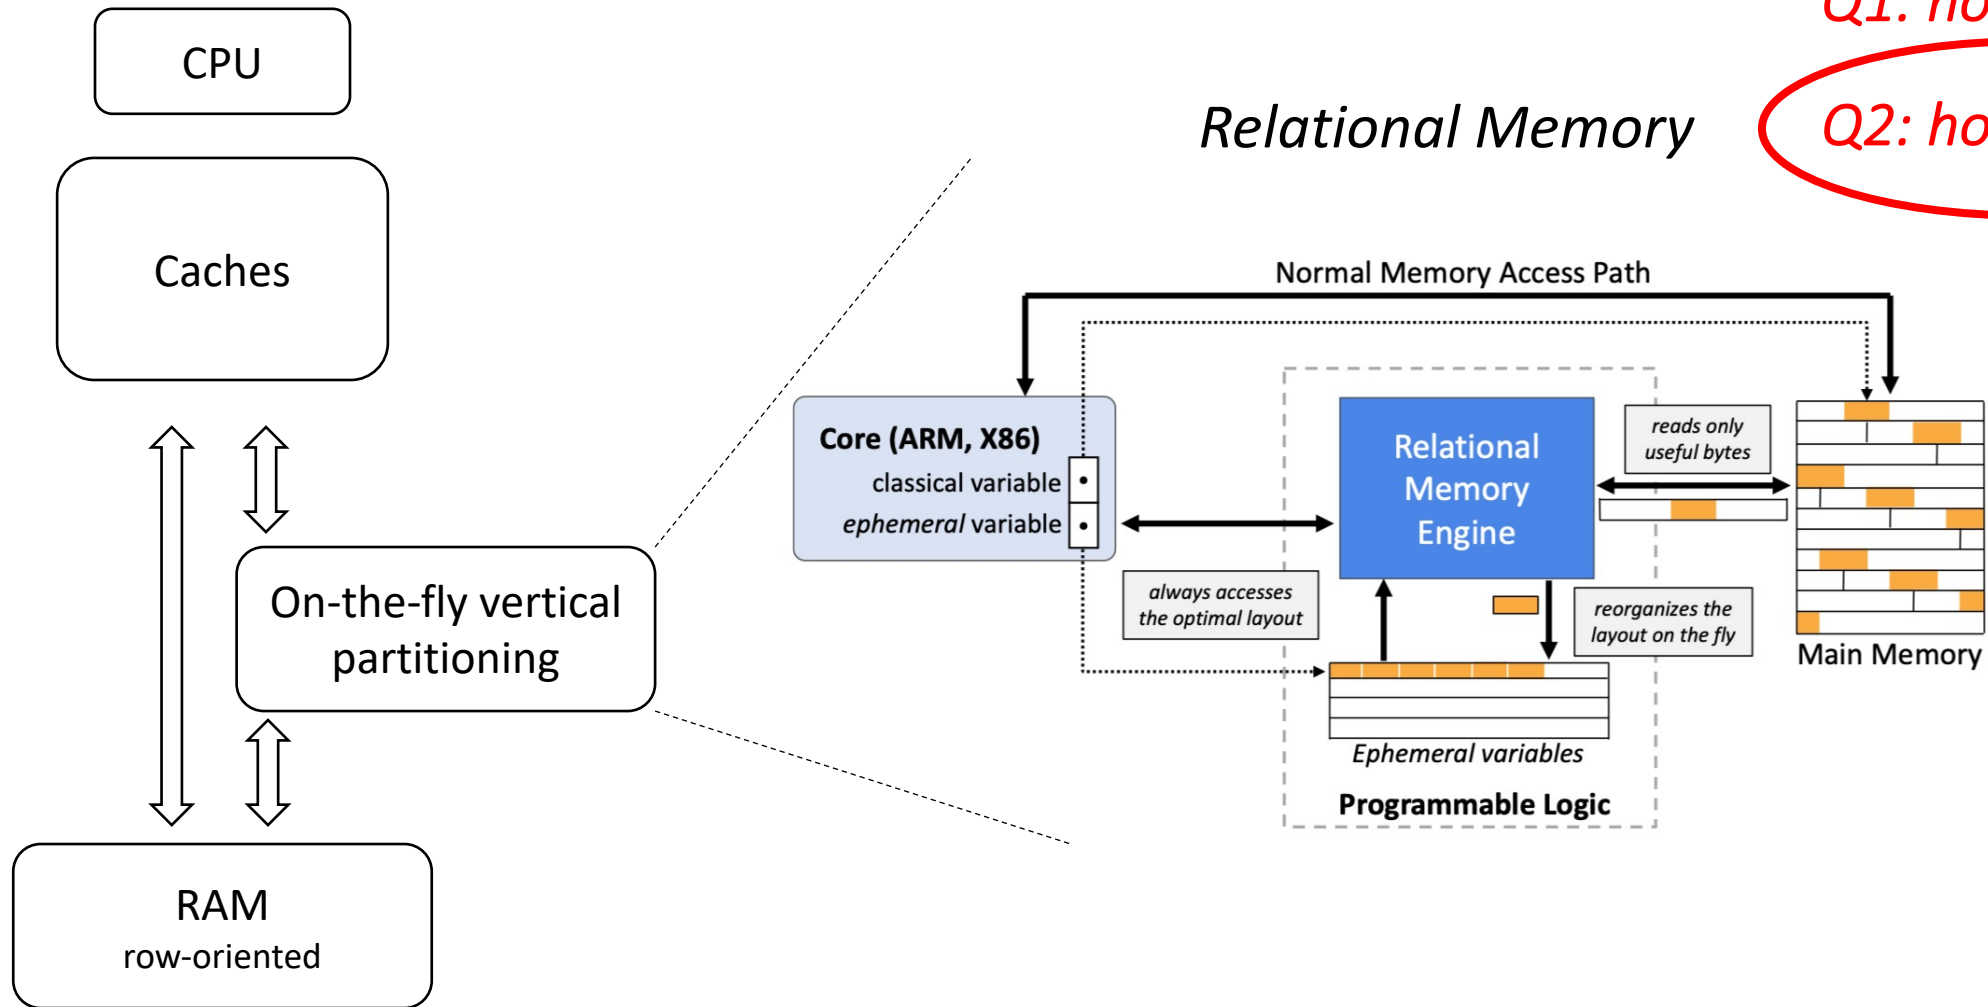 CPU
Caches
On-the-fly vertical
partitioning
RAM
row-oriented
Q1:
Relational Memory
Q2:
Normal Memory Access Path
Core (ARM, X86)
classical variable
ephemeral variable
always accesses
the optimal layout
Relational
Memory
Engine
reads only
useful bytes
reorganizes the
layout on the fly
Main Memory
Ephemeral variables
Programmable Logic